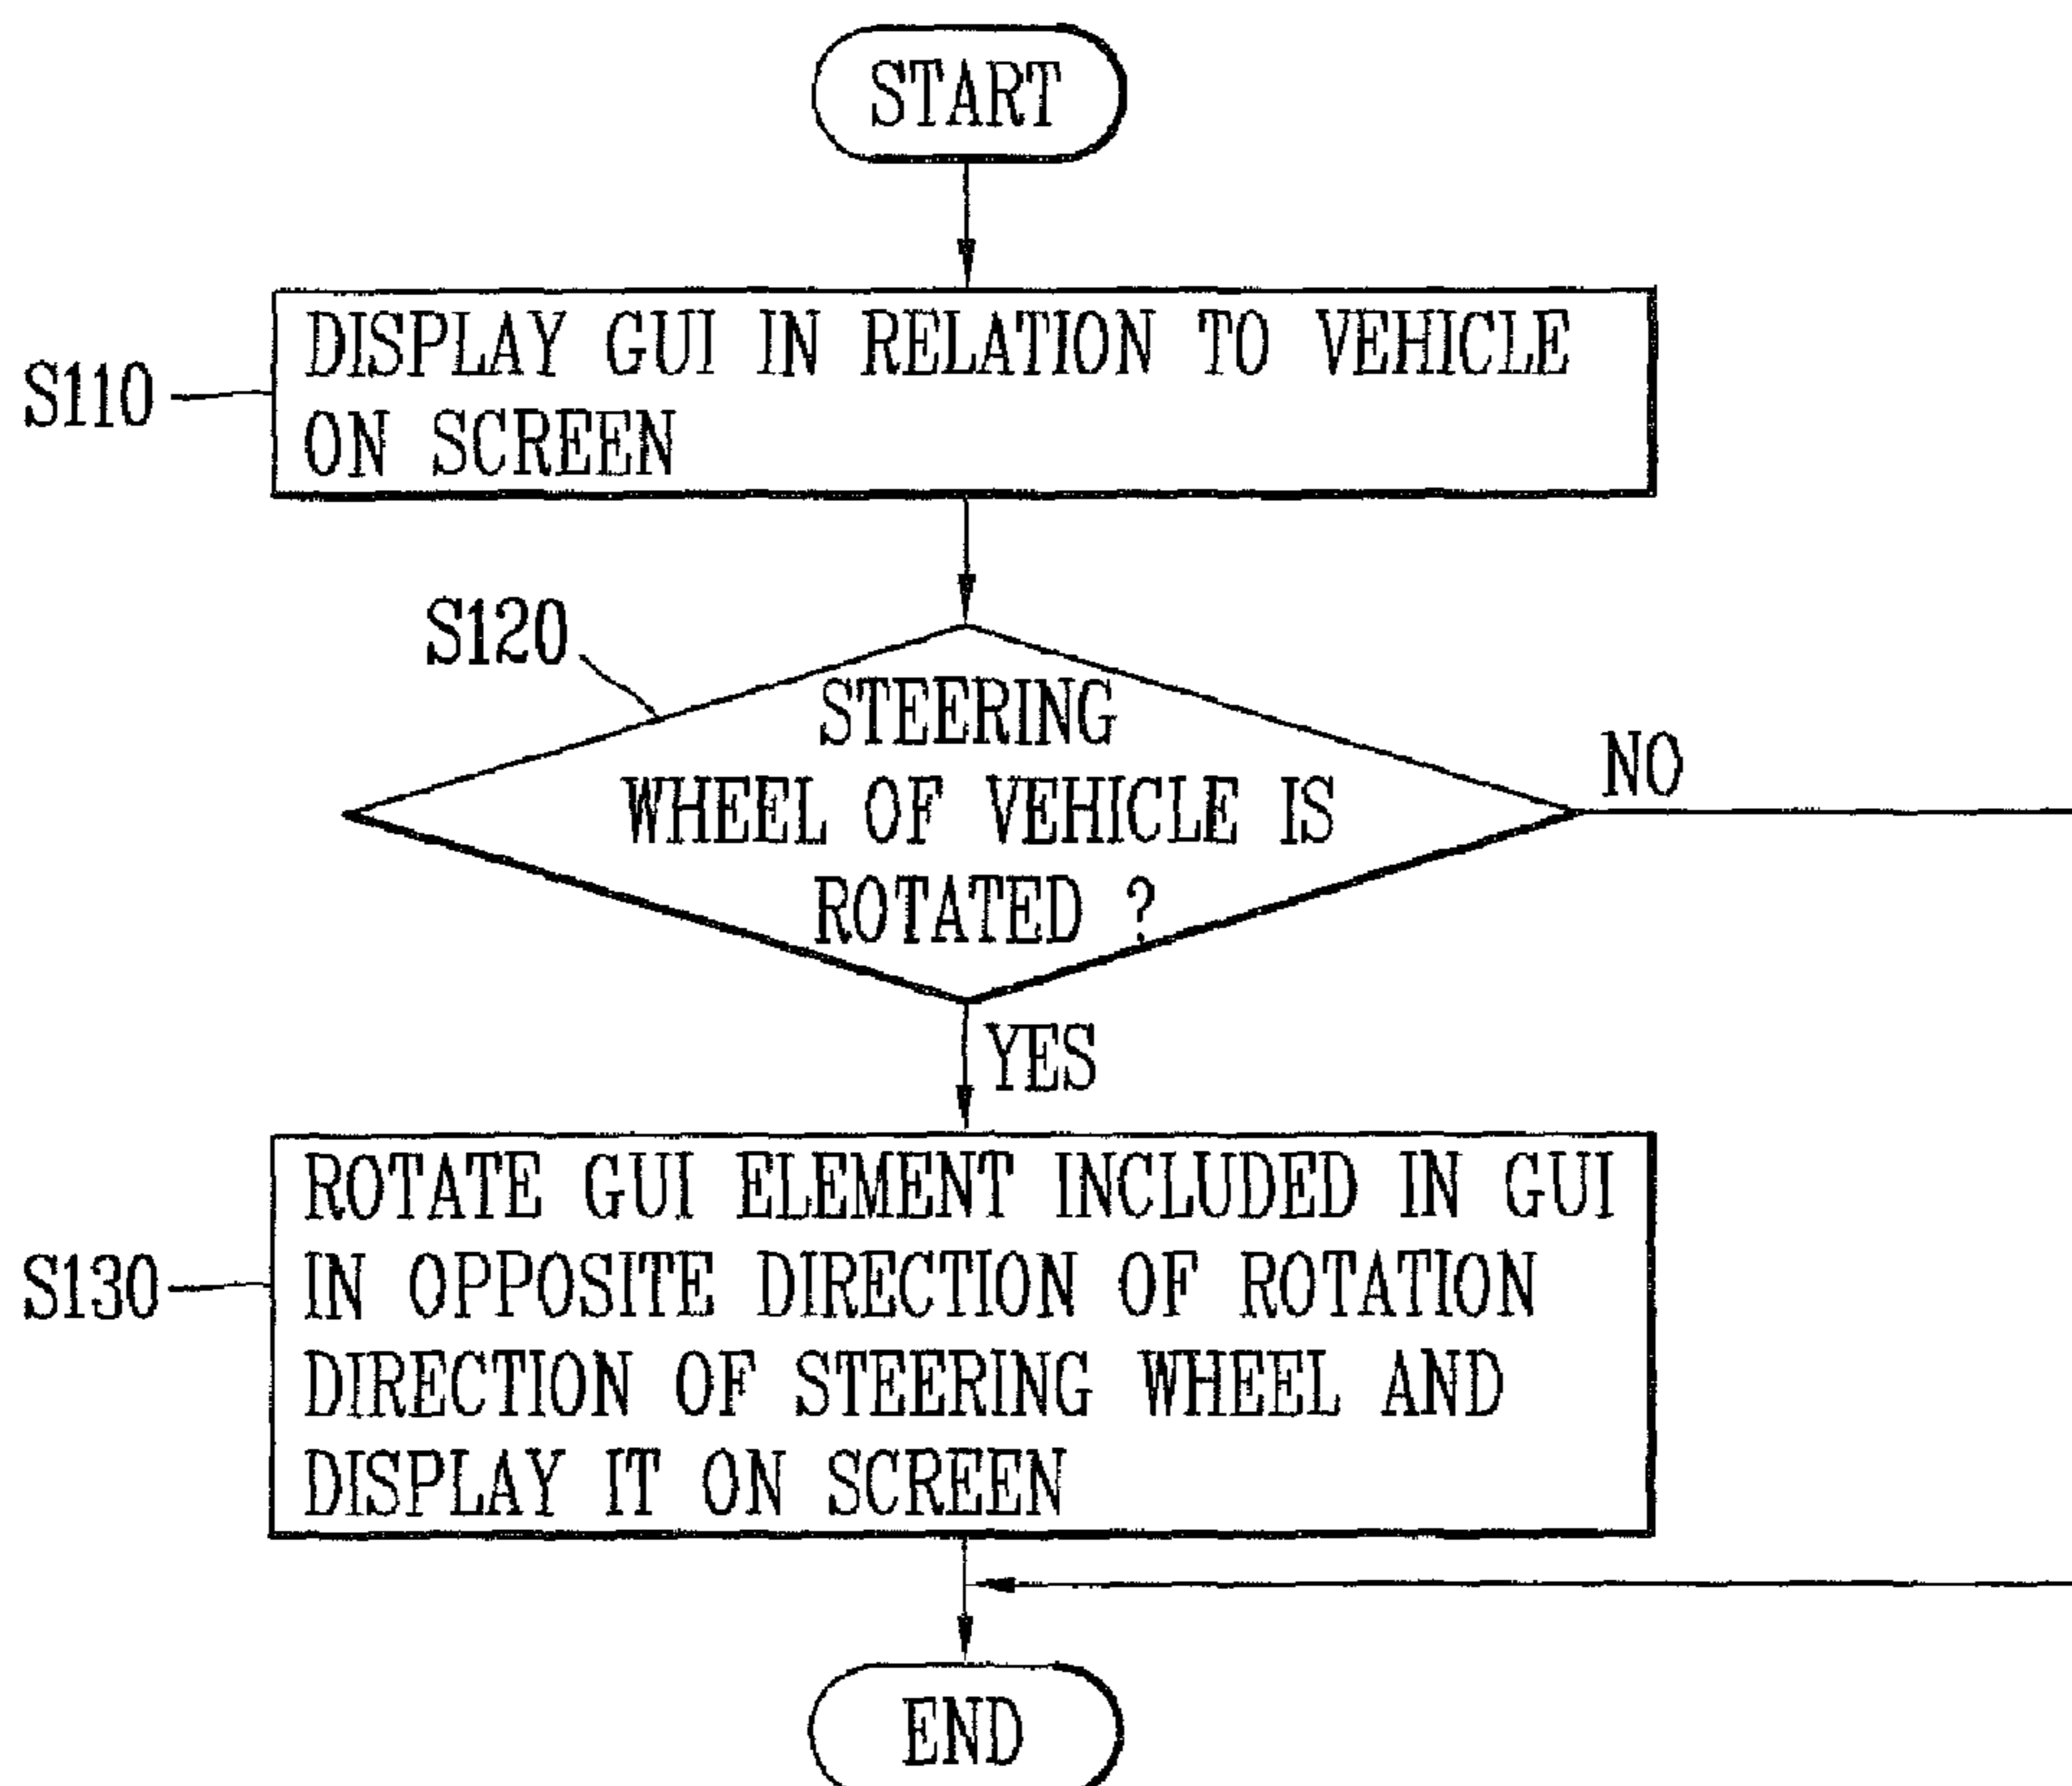 START
S110
DISPLAY GUI IN RELATION TO VEHICLE
ON SCREEN
S120
STEERING
WHEEL OF VEHICLE IS
ROTATED ?
NO
YES
S130
ROTATE GUI ELEMENT INCLUDED IN GUI
IN OPPOSITE DIRECTION OF ROTATION
DIRECTION OF STEERING WHEEL AND
DISPLAY IT ON SCREEN
END